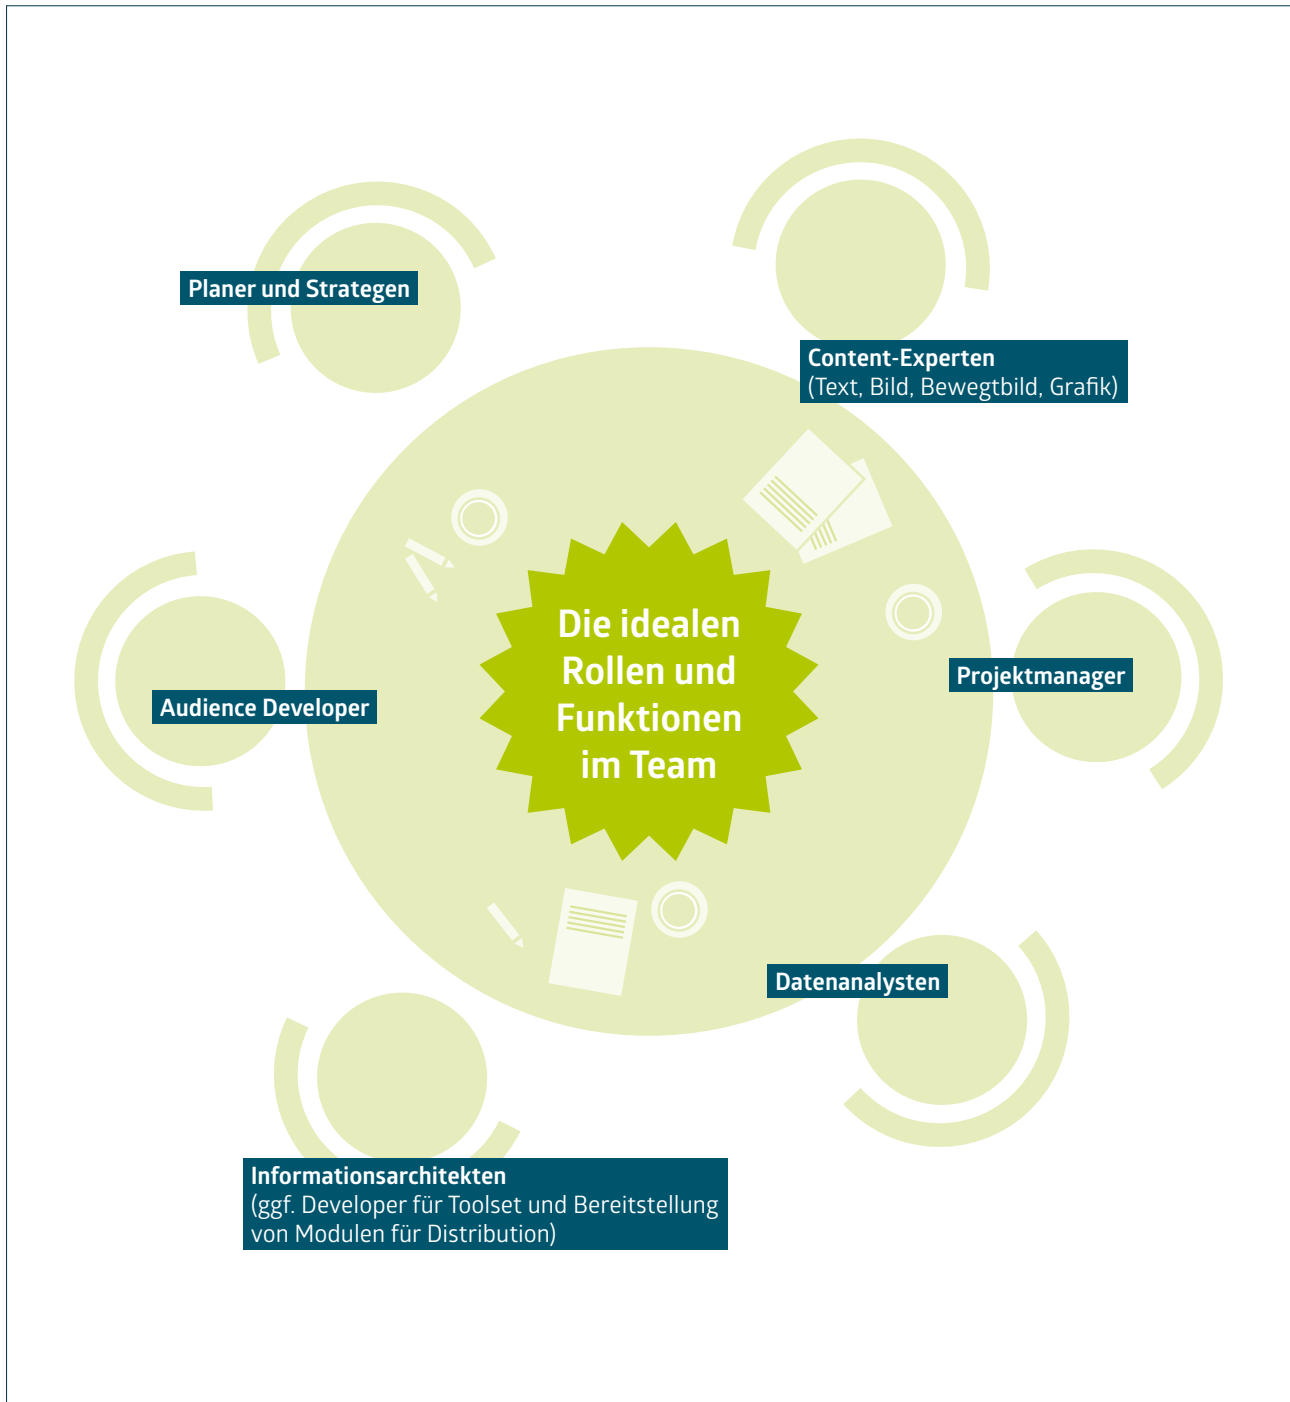 Planer und Strategen
Content-Experten
(Text, Bild, Bewegtbild, Grafik)
Die idealen
Rollen und
Funktionen
im Team
Projektmanager
Audience Developer
Datenanalysten
Informationsarchitekten
(ggf. Developer für Toolset und Bereitstellung
von Modulen für Distribution)